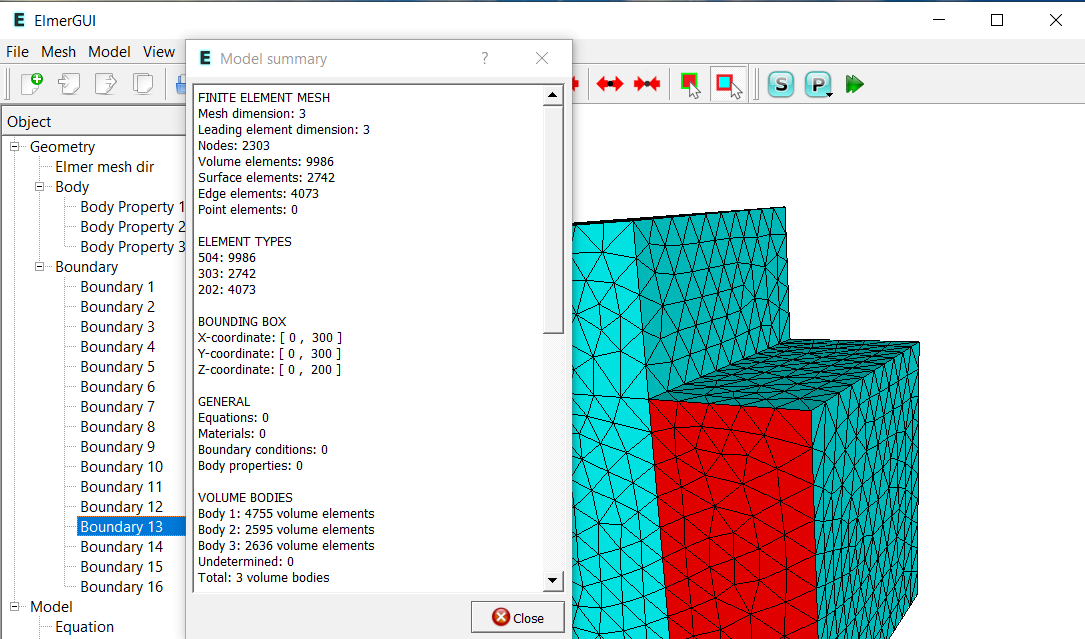 E ElmerGUI
File Mesh Model View
S P
Object
Geometry
Elmer mesh dir
Body
Body Property 1
Body Property 2
Body Property 3
Boundary
Boundary 1
Boundary 2
Boundary 3
Boundary 4
Boundary 5
Boundary 6
Boundary 7
Boundary 8
Boundary 9
Boundary 10
Boundary 11
Boundary 12
Boundary 13
Boundary 14
Boundary 15
Boundary 16
Model
Equation
E Model summary ?
FINITE ELEMENT MESH
Mesh dimension: 3
Leading element dimension: 3
Nodes: 2303
Volume elements: 9986
Surface elements: 2742
Edge elements: 4073
Point elements: 0
ELEMENT TYPES
504: 9986
303: 2742
202: 4073
BOUNDING BOX
X-coordinate: [ 0 , 300 ]
Y-coordinate: [ 0 , 300 ]
Z-coordinate: [ 0 , 200 ]
GENERAL
Equations: 0
Materials: 0
Boundary conditions: 0
Body properties: 0
VOLUME BODIES
Body 1: 4755 volume elements
Body 2: 2595 volume elements
Body 3: 2636 volume elements
Undetermined: 0
Total: 3 volume bodies
Close